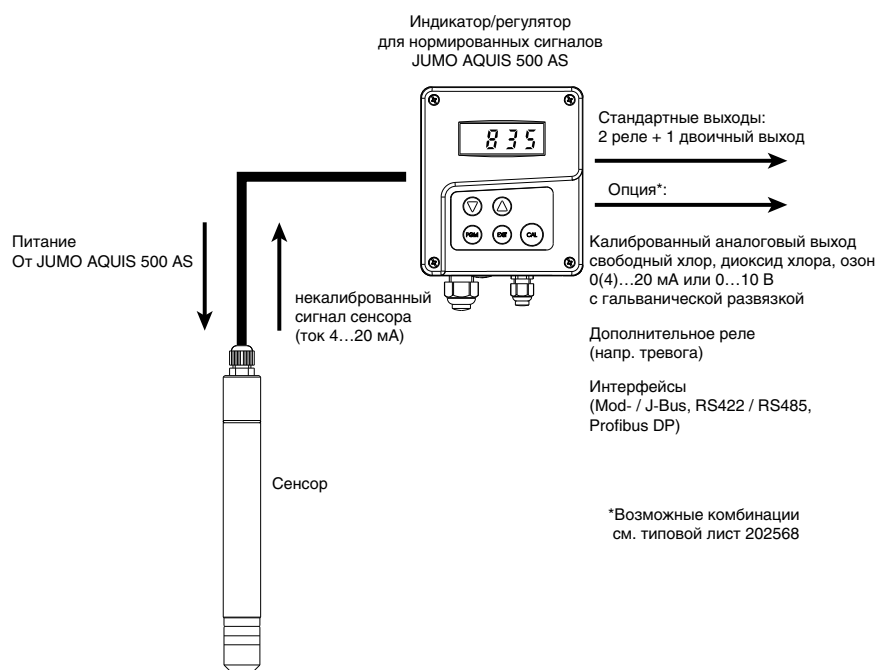 Индикатор/регулятор
для нормированных сигналов
JUMO AQUIS 500 AS
835
PGM
EXIT
CAL
Стандартные выходы:
2 реле + 1 двоичный выход
Опция*:
Питание
От JUMO AQUIS 500 AS
некалиброванный
сигнал сенсора
(ток 4…20 мА)
Калиброванный аналоговый выход
свободный хлор, диоксид хлора, озон
0(4)…20 мА или 0…10 В
с гальванической развязкой
Дополнительное реле
(напр. тревога)
Интерфейсы
(Mod- / J-Bus, RS422 / RS485,
Profibus DP)
Сенсор
*Возможные комбинации
см. типовой лист 202568